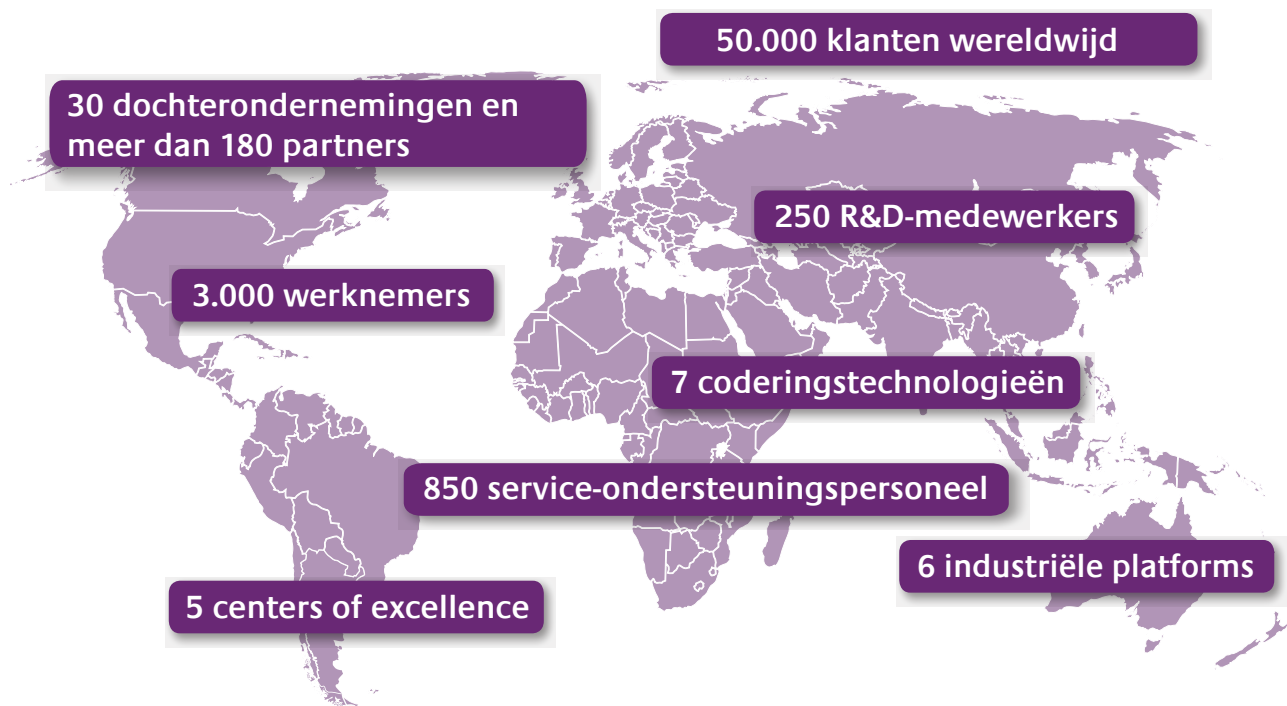 50.000 klanten wereldwijd
30 dochterondernemingen en
meer dan 180 partners
250 R&D-medewerkers
3.000 werknemers
7 coderingstechnologieën
850 service-ondersteuningspersoneel
6 industriële platforms
5 centers of excellence